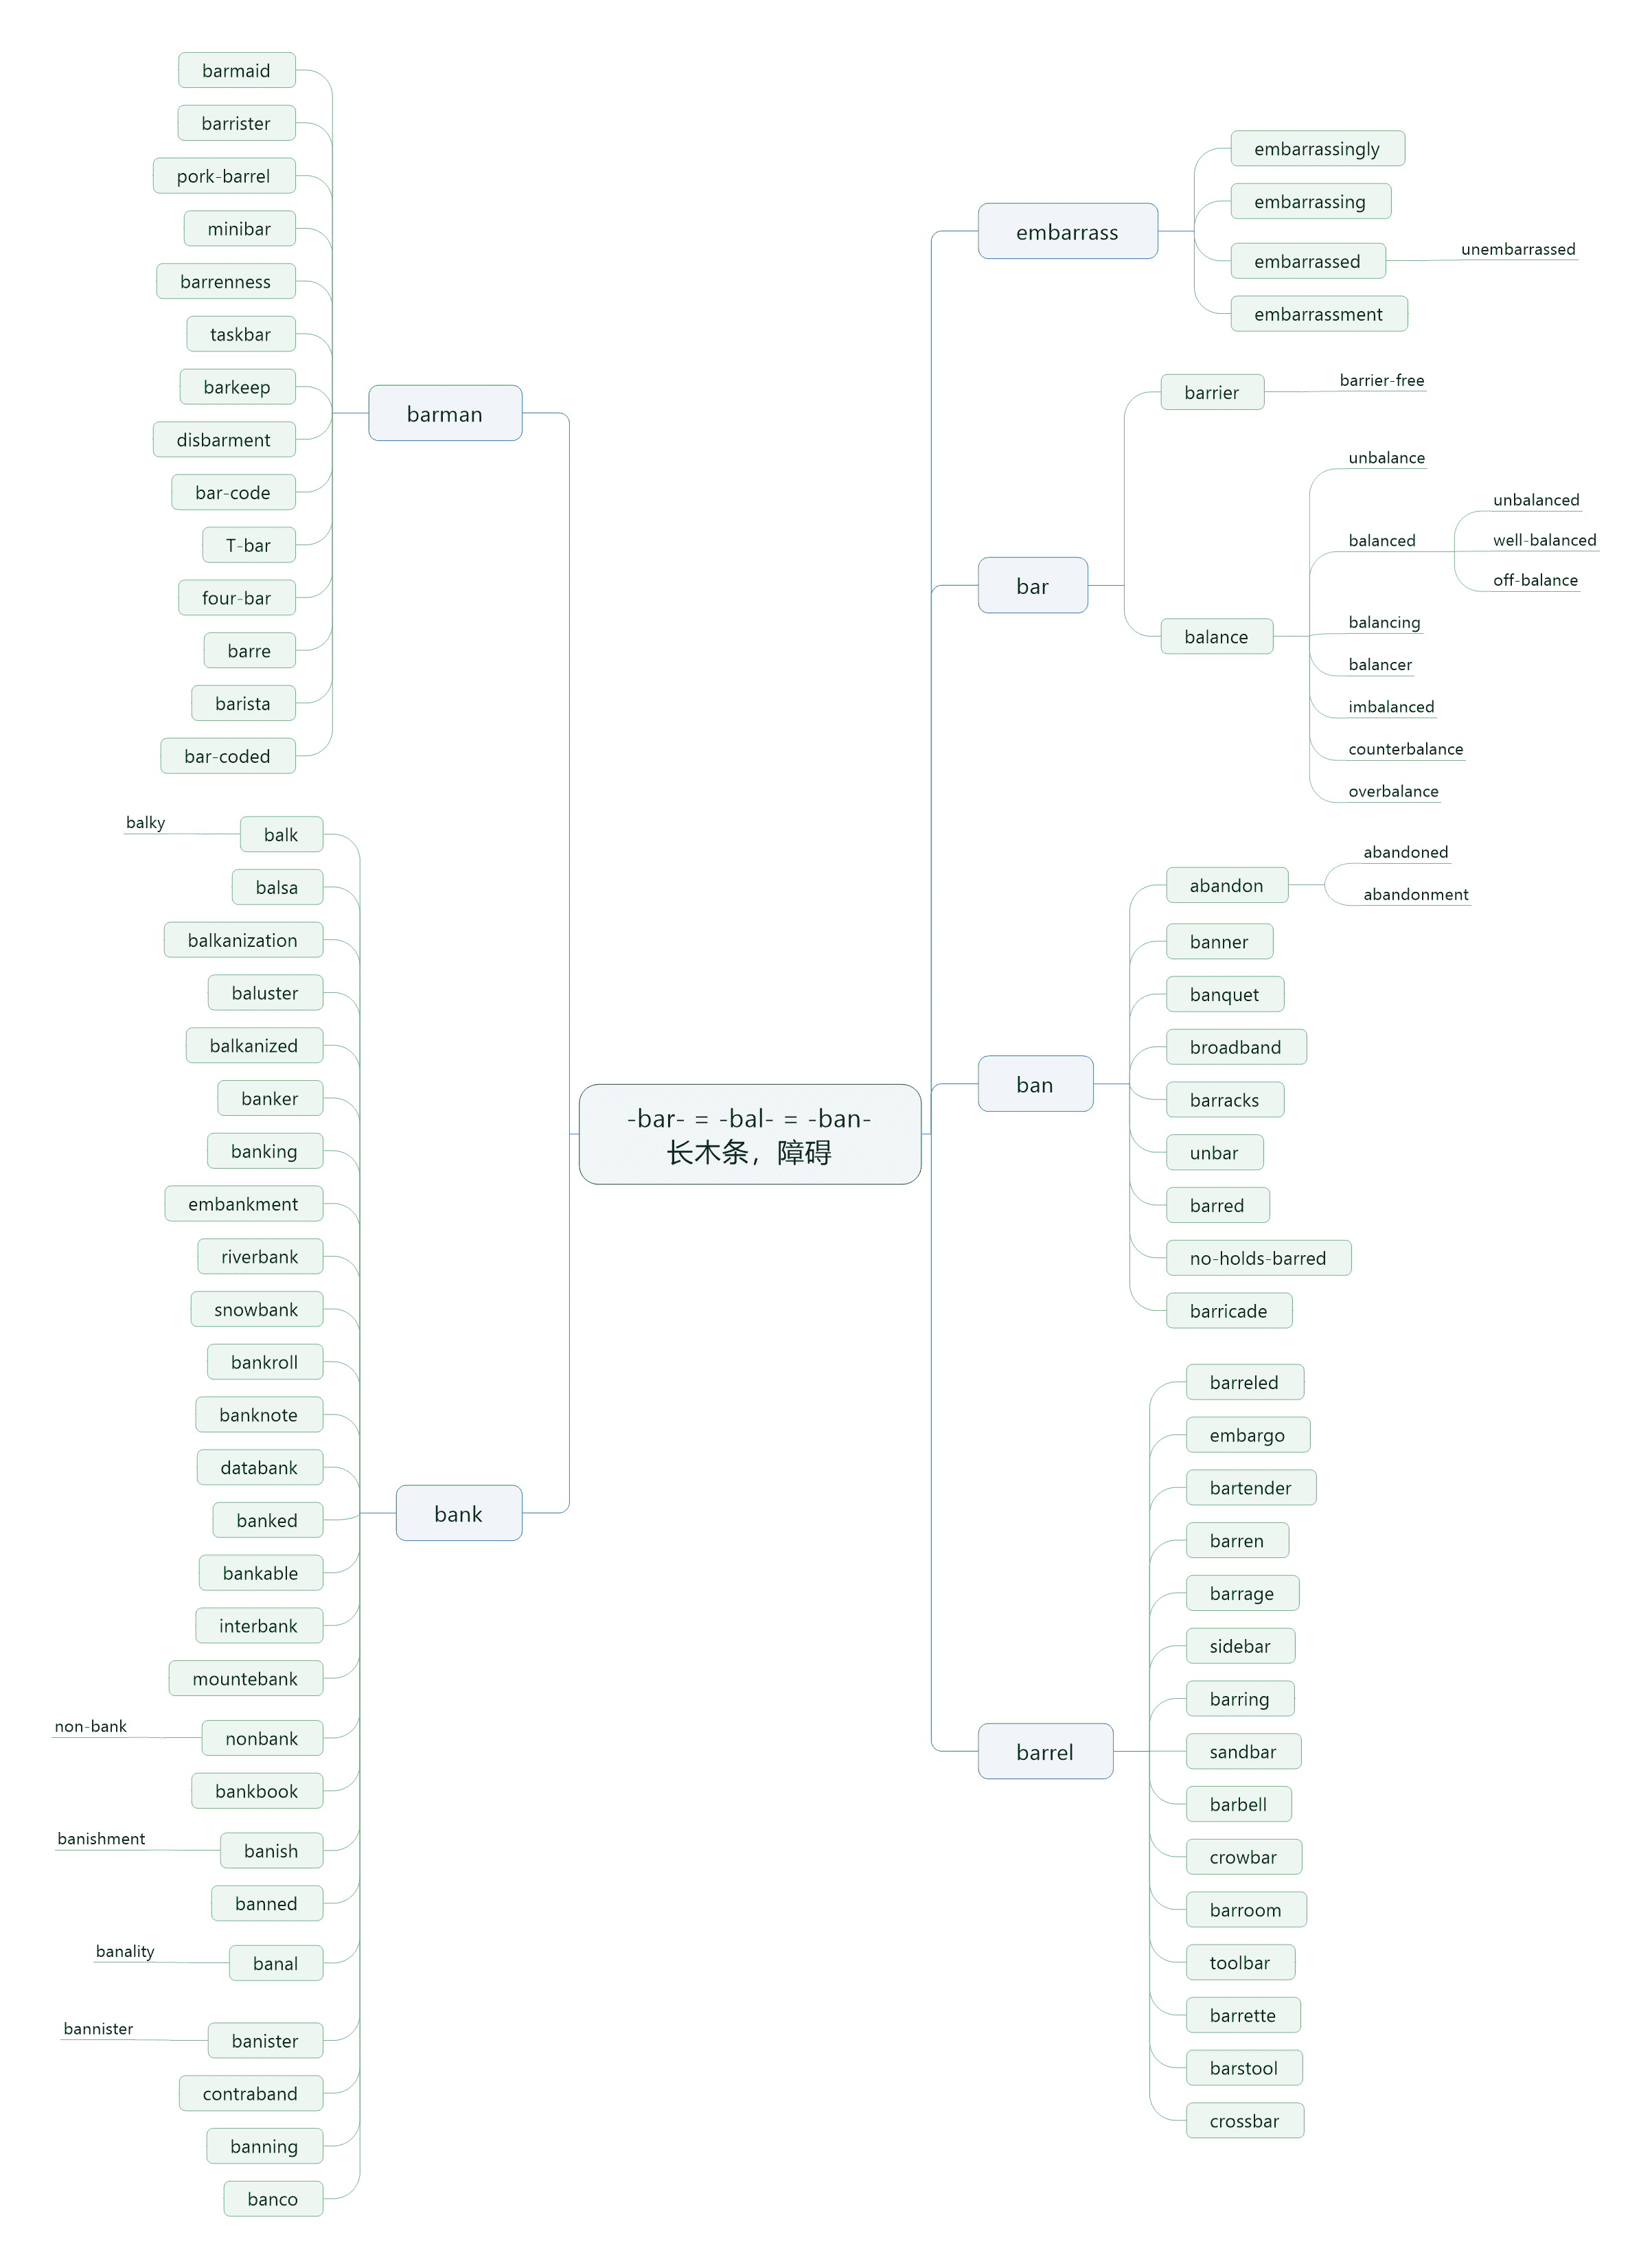 -bar- = -bal- = -ban-
长木条，障碍
embarrass
embarrassingly
embarrassing
embarrassed
unembarrassed
embarrassment
bar
barrier
barrier-free
balance
unbalance
balanced
unbalanced
well-balanced
off-balance
balancing
balancer
imbalanced
counterbalance
overbalance
ban
abandon
abandoned
abandonment
banner
banquet
broadband
barracks
unbar
barred
no-holds-barred
barricade
barrel
barreled
embargo
bartender
barren
barrage
sidebar
barring
sandbar
barbell
crowbar
barroom
toolbar
barrette
barstool
crossbar
barman
barmaid
barrister
pork-barrel
minibar
barrenness
taskbar
barkeep
disbarment
bar-code
T-bar
four-bar
barre
barista
bar-coded
bank
balk
balky
balsa
balkanization
baluster
balkanized
banker
banking
embankment
riverbank
snowbank
bankroll
banknote
databank
banked
bankable
interbank
mountebank
nonbank
non-bank
bankbook
banish
banishment
banned
banal
banality
banister
bannister
contraband
banning
banco